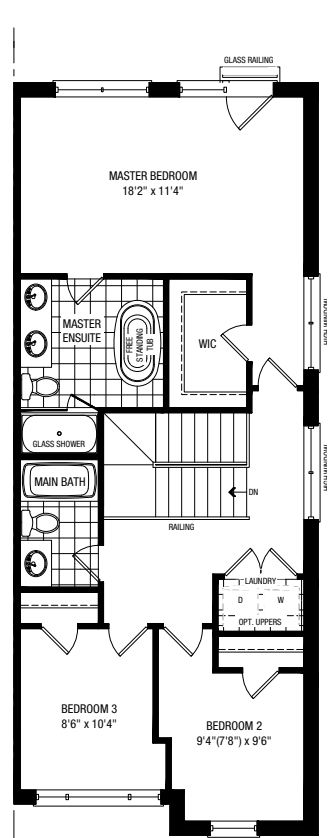 GLASS RAILING
MASTER BEDROOM
18'2" x 11'4"
MASTER
ENSUITE
FREE
STANDING
TUB
WIC
GLASS SHOWER
MAIN BATH
DN
RAILING
LAUNDRY
D W
OPT. UPPERS
BEDROOM 3
8'6" x 10'4"
BEDROOM 2
9'4"(7'8") x 9'6"